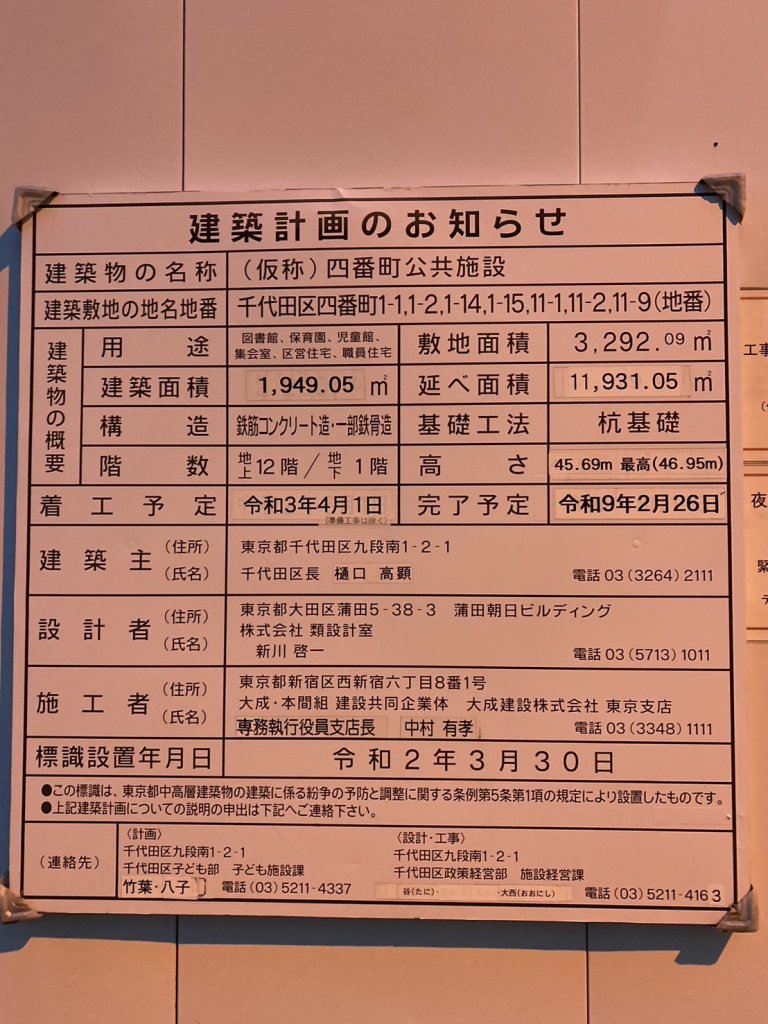 建築計画のお知らせ
建築物の名称 (仮称)四番町公共施設
建築敷地の地名地番 千代田区四番町1-1,1-2,1-14,1-15,11-1,11-2,11-9(地番)
建築物の概要
用途 図書館、保育園、児童館、
集会室、区営住宅、職員住宅
敷地面積 3,292.09㎡
建築面積 1,949.05㎡ 延べ面積 11,931.05㎡
構造 鉄筋コンクリート造・一部鉄骨造 基礎工法 杭基礎
階数 地上12階/地下1階 高さ 45.69m 最高(46.95m)
着工予定 令和3年4月1日 完了予定 令和9年2月26日
(準備工事は除く)
建築主 (住所) 東京都千代田区九段南1-2-1
(氏名) 千代田区長 樋口 高顕 電話03(3264)2111
設計者 (住所) 東京都大田区蒲田5-38-3 蒲田朝日ビルディング
株式会社 類設計室
(氏名) 新川 啓一 電話03(5713)1011
施工者 (住所) 東京都新宿区西新宿六丁目8番1号
大成・本間組 建設共同企業体 大成建設株式会社 東京支店
(氏名) 専務執行役員支店長 中村 有孝 電話03(3348)1111
標識設置年月日 令和2年3月30日
●この標識は、東京都中高層建築物の建築に係る紛争の予防と調整に関する条例第5条第1項の規定により設置したものです。
●上記建築計画についての説明の申出は下記へご連絡下さい。
(連絡先)
〈計画〉
千代田区九段南1-2-1
千代田区子ども部 子ども施設課
竹葉・八子 電話(03)5211-4337
〈設計・工事〉
千代田区九段南1-2-1
千代田区政策経営部 施設経営課
谷(たに)・ ・大西(おおにし) 電話(03)5211-4163
工事
夜
緊